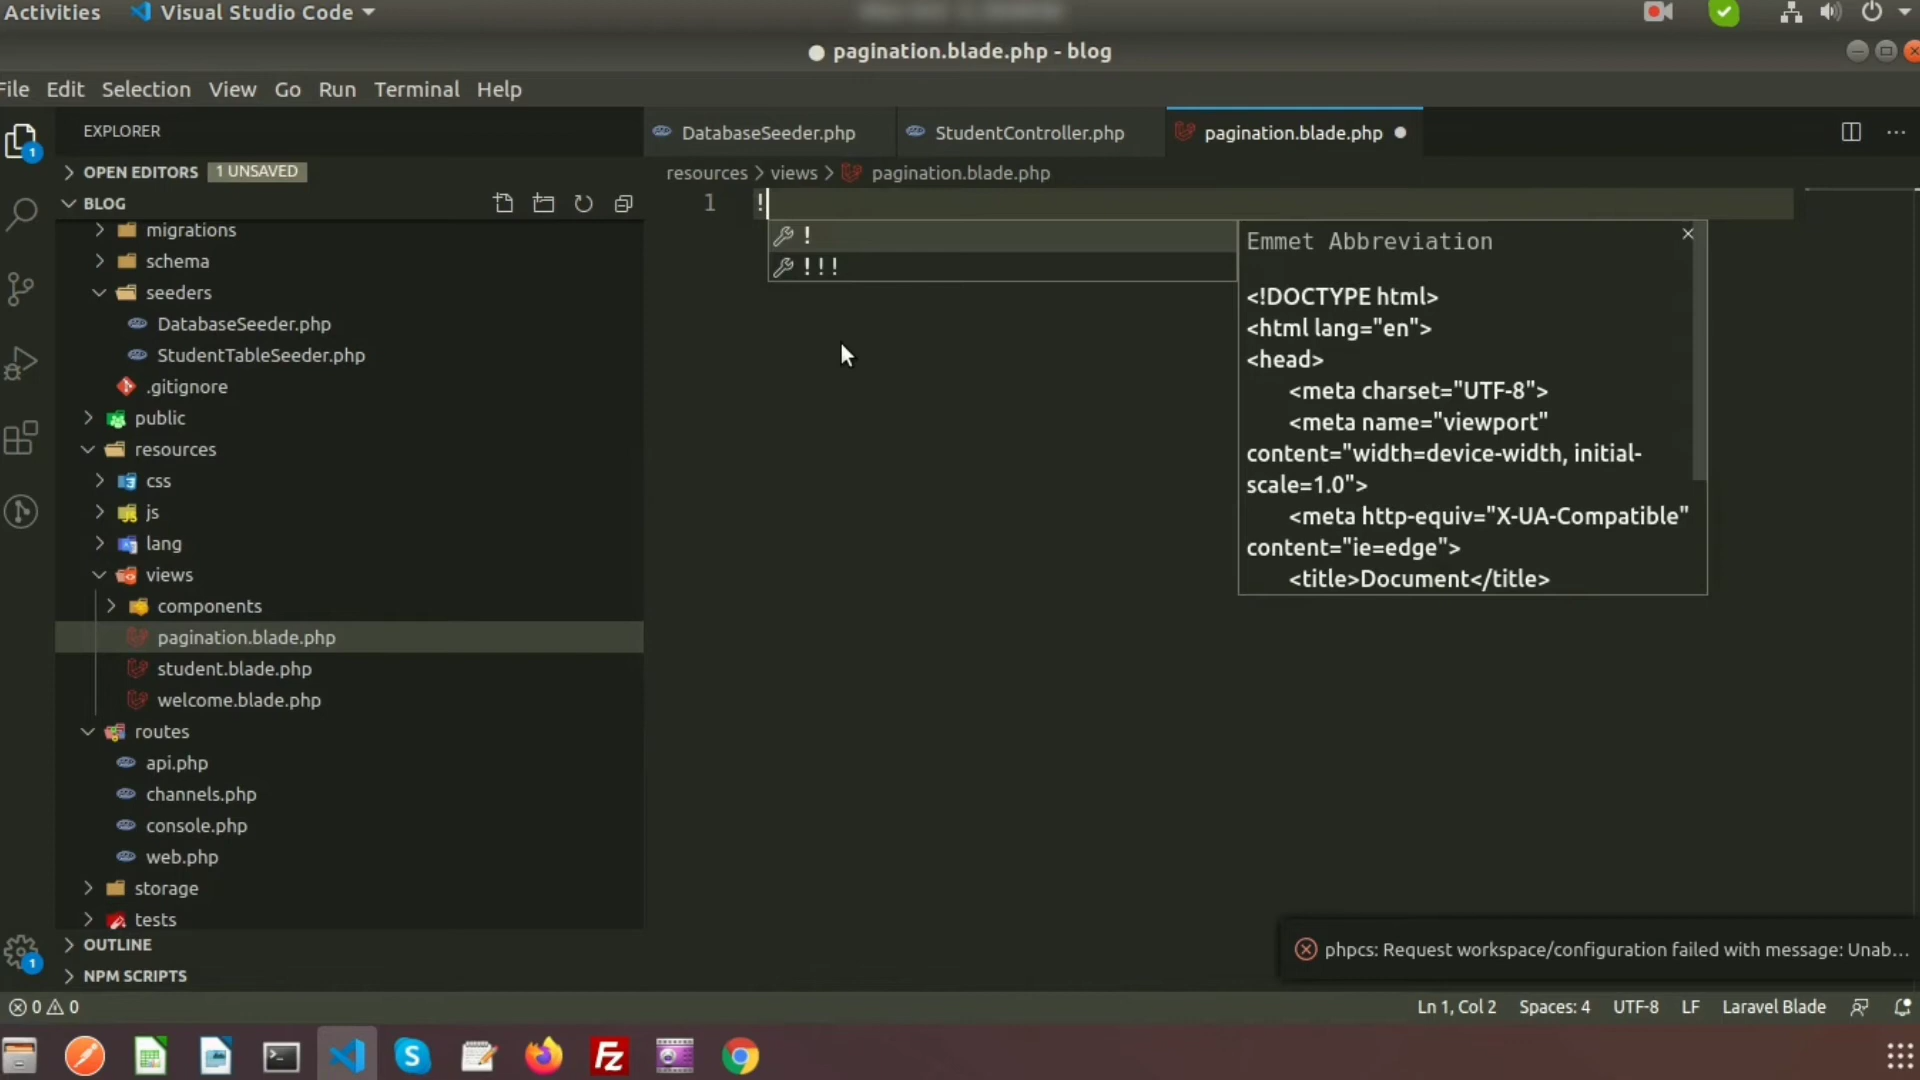 Activities Visual Studio Code
pagination.blade.php - blog
File Edit Selection View Go Run Terminal Help
EXPLORER
DatabaseSeeder.php StudentController.php pagination.blade.php
OPEN EDITORS 1 UNSAVED
resources > views > pagination.blade.php
BLOG
1 !
migrations
schema
seeders
DatabaseSeeder.php
StudentTableSeeder.php
.gitignore
public
resources
css
js
lang
views
components
pagination.blade.php
student.blade.php
welcome.blade.php
routes
api.php
channels.php
console.php
web.php
storage
tests
OUTLINE
NPM SCRIPTS
!
!!!
Emmet Abbreviation
<!DOCTYPE html>
<html lang="en">
<head>
<meta charset="UTF-8">
<meta name="viewport"
content="width=device-width, initial-
scale=1.0">
<meta http-equiv="X-UA-Compatible"
content="ie=edge">
<title>Document</title>
phpcs: Request workspace/configuration failed with message: Unab...
0 0 Ln 1, Col 2 Spaces: 4 UTF-8 LF Laravel Blade